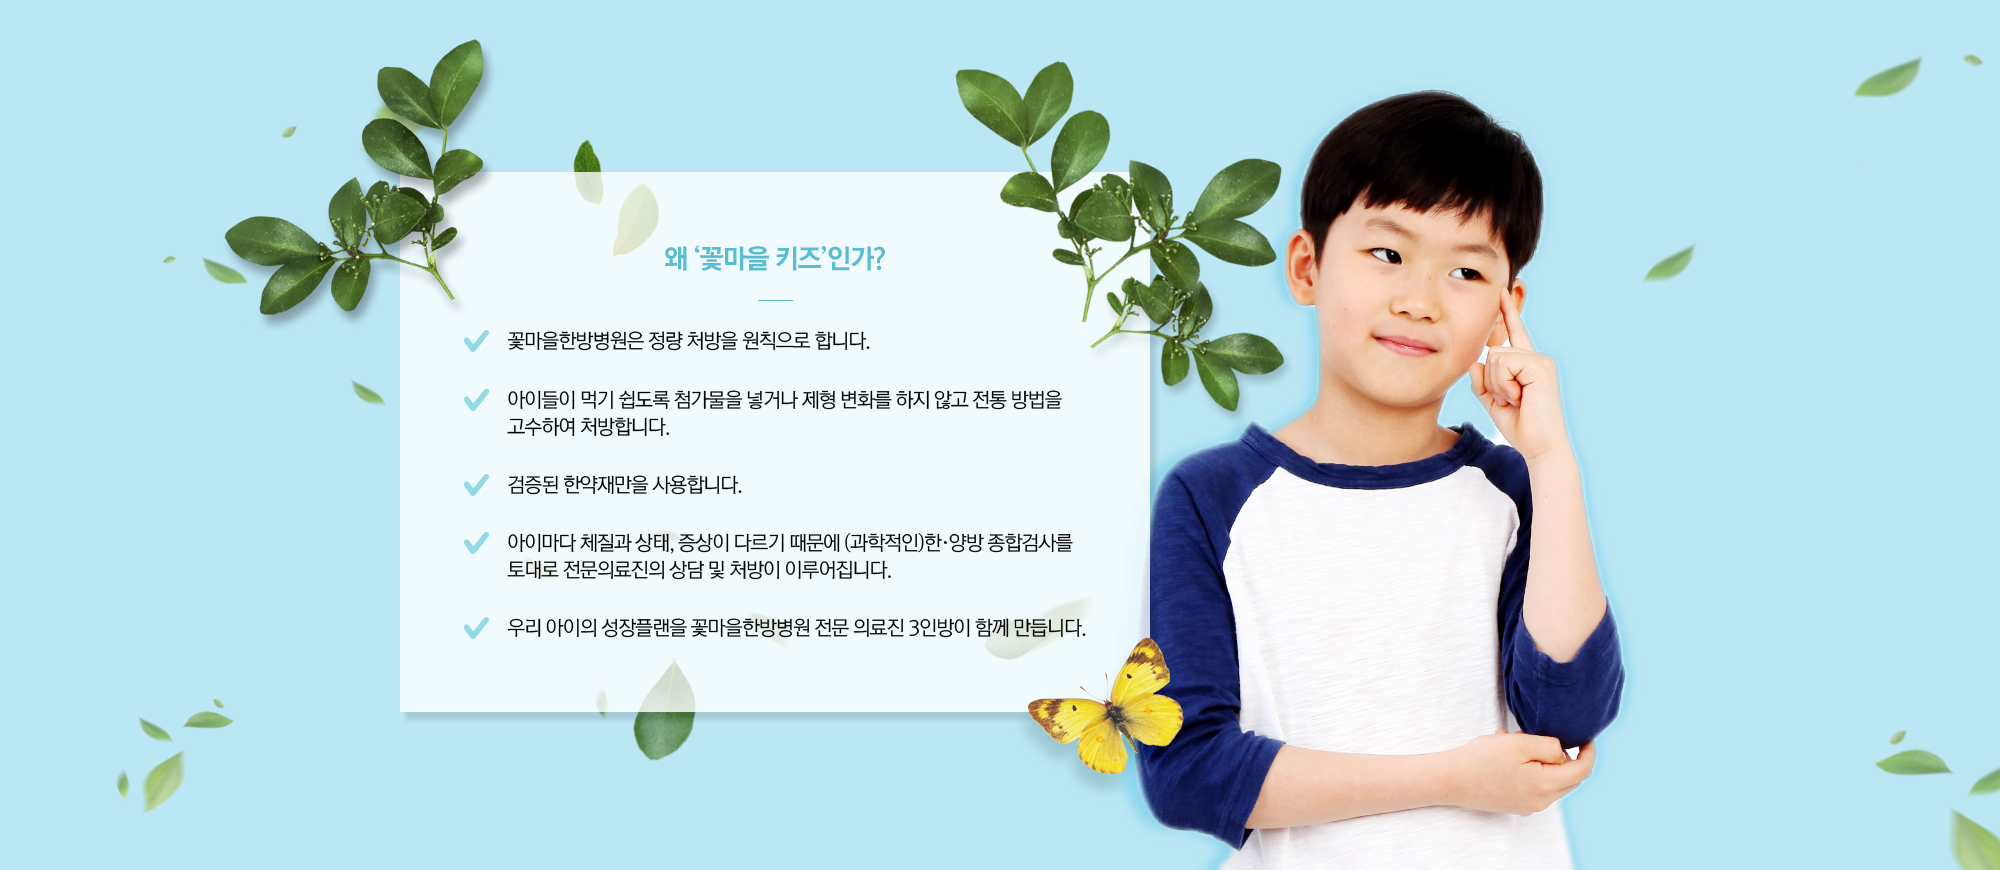 왜 ‘꽃마을 키즈’인가?
꽃마을한방병원은 정량 처방을 원칙으로 합니다.
아이들이 먹기 쉽도록 첨가물을 넣거나 제형 변화를 하지 않고 전통 방법을
고수하여 처방합니다.
검증된 한약재만을 사용합니다.
아이마다 체질과 상태, 증상이 다르기 때문에 (과학적인)한·양방 종합검사를
토대로 전문의료진의 상담 및 처방이 이루어집니다.
우리 아이의 성장플랜을 꽃마을한방병원 전문 의료진 3인방이 함께 만듭니다.